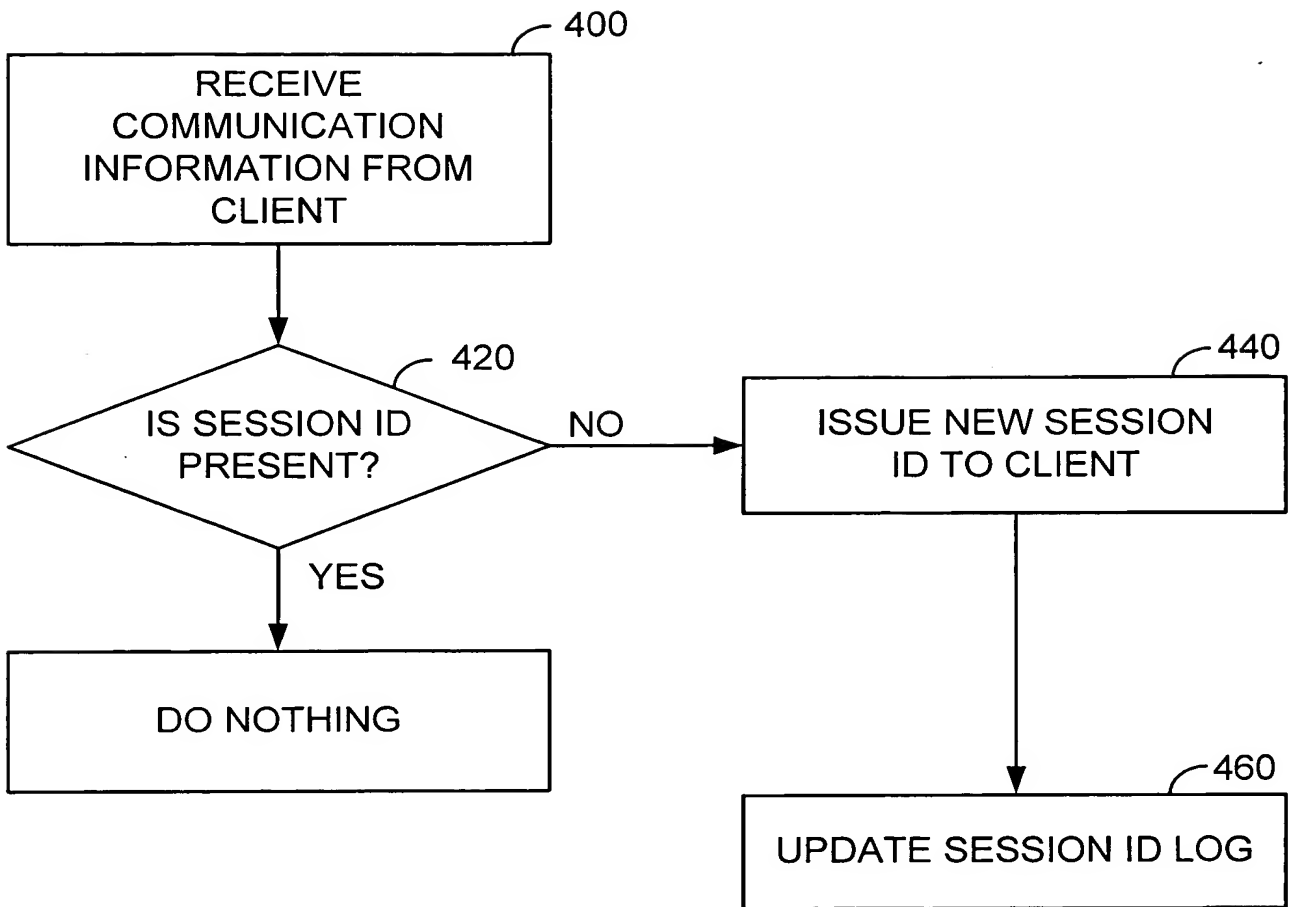 400
RECEIVE
COMMUNICATION
INFORMATION FROM
CLIENT
420
IS SESSION ID
PRESENT?
NO
440
ISSUE NEW SESSION
ID TO CLIENT
YES
DO NOTHING
460
UPDATE SESSION ID LOG